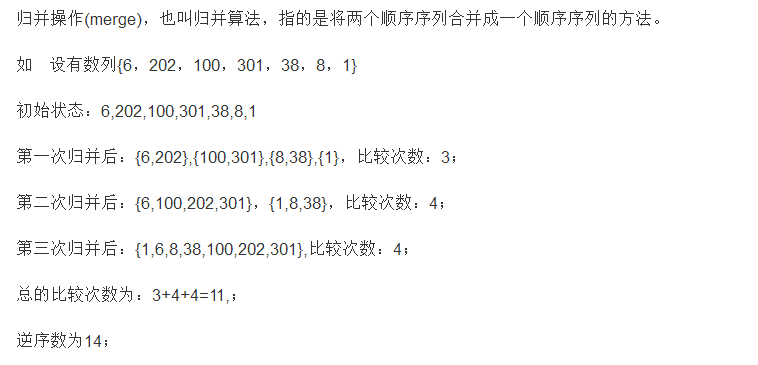 归并操作(merge)，也叫归并算法，指的是将两个顺序序列合并成一个顺序序列的方法。
如　设有数列{6，202，100，301，38，8，1}
初始状态：6,202,100,301,38,8,1
第一次归并后：{6,202},{100,301},{8,38},{1}，比较次数：3；
第二次归并后：{6,100,202,301}，{1,8,38}，比较次数：4；
第三次归并后：{1,6,8,38,100,202,301},比较次数：4；
总的比较次数为：3+4+4=11,；
逆序数为14；